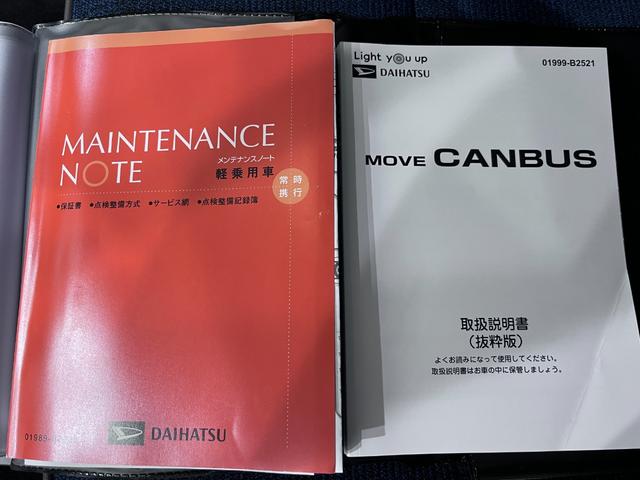 MAINTENANCE
NOTE
メンテナンスノート
軽乗用車
常時
携行
●保証書 ●点検整備方式 ●サービス網 ●点検整備記録簿
01989-
DAIHATSU
Light you up
DAIHATSU
01999-B2521
MOVE CANBUS
取扱説明書
（抜粋版）
よくお読みになって使用してください。
取扱説明書はお車の中に保管しましょう。